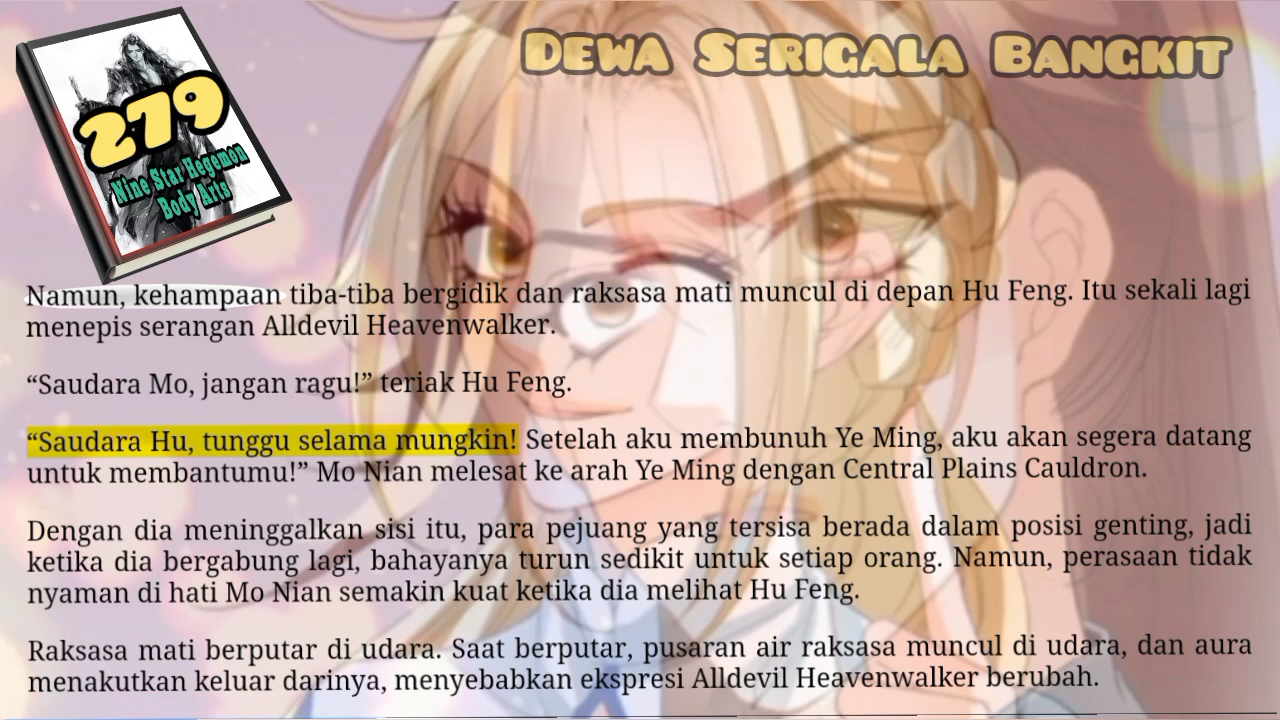 DEWA SERIGALA BANGKIT
279
Nine Star Hegemon
Body Arts
Namun, kehampaan tiba-tiba bergidik dan raksasa mati muncul di depan Hu Feng. Itu sekali lagi
menepis serangan Alldevil Heavenwalker.
“Saudara Mo, jangan ragu!” teriak Hu Feng.
“Saudara Hu, tunggu selama mungkin! Setelah aku membunuh Ye Ming, aku akan segera datang
untuk membantumu!” Mo Nian melesat ke arah Ye Ming dengan Central Plains Cauldron.
Dengan dia meninggalkan sisi itu, para pejuang yang tersisa berada dalam posisi genting, jadi
ketika dia bergabung lagi, bahayanya turun sedikit untuk setiap orang. Namun, perasaan tidak
nyaman di hati Mo Nian semakin kuat ketika dia melihat Hu Feng.
Raksasa mati berputar di udara. Saat berputar, pusaran air raksasa muncul di udara, dan aura
menakutkan keluar darinya, menyebabkan ekspresi Alldevil Heavenwalker berubah.